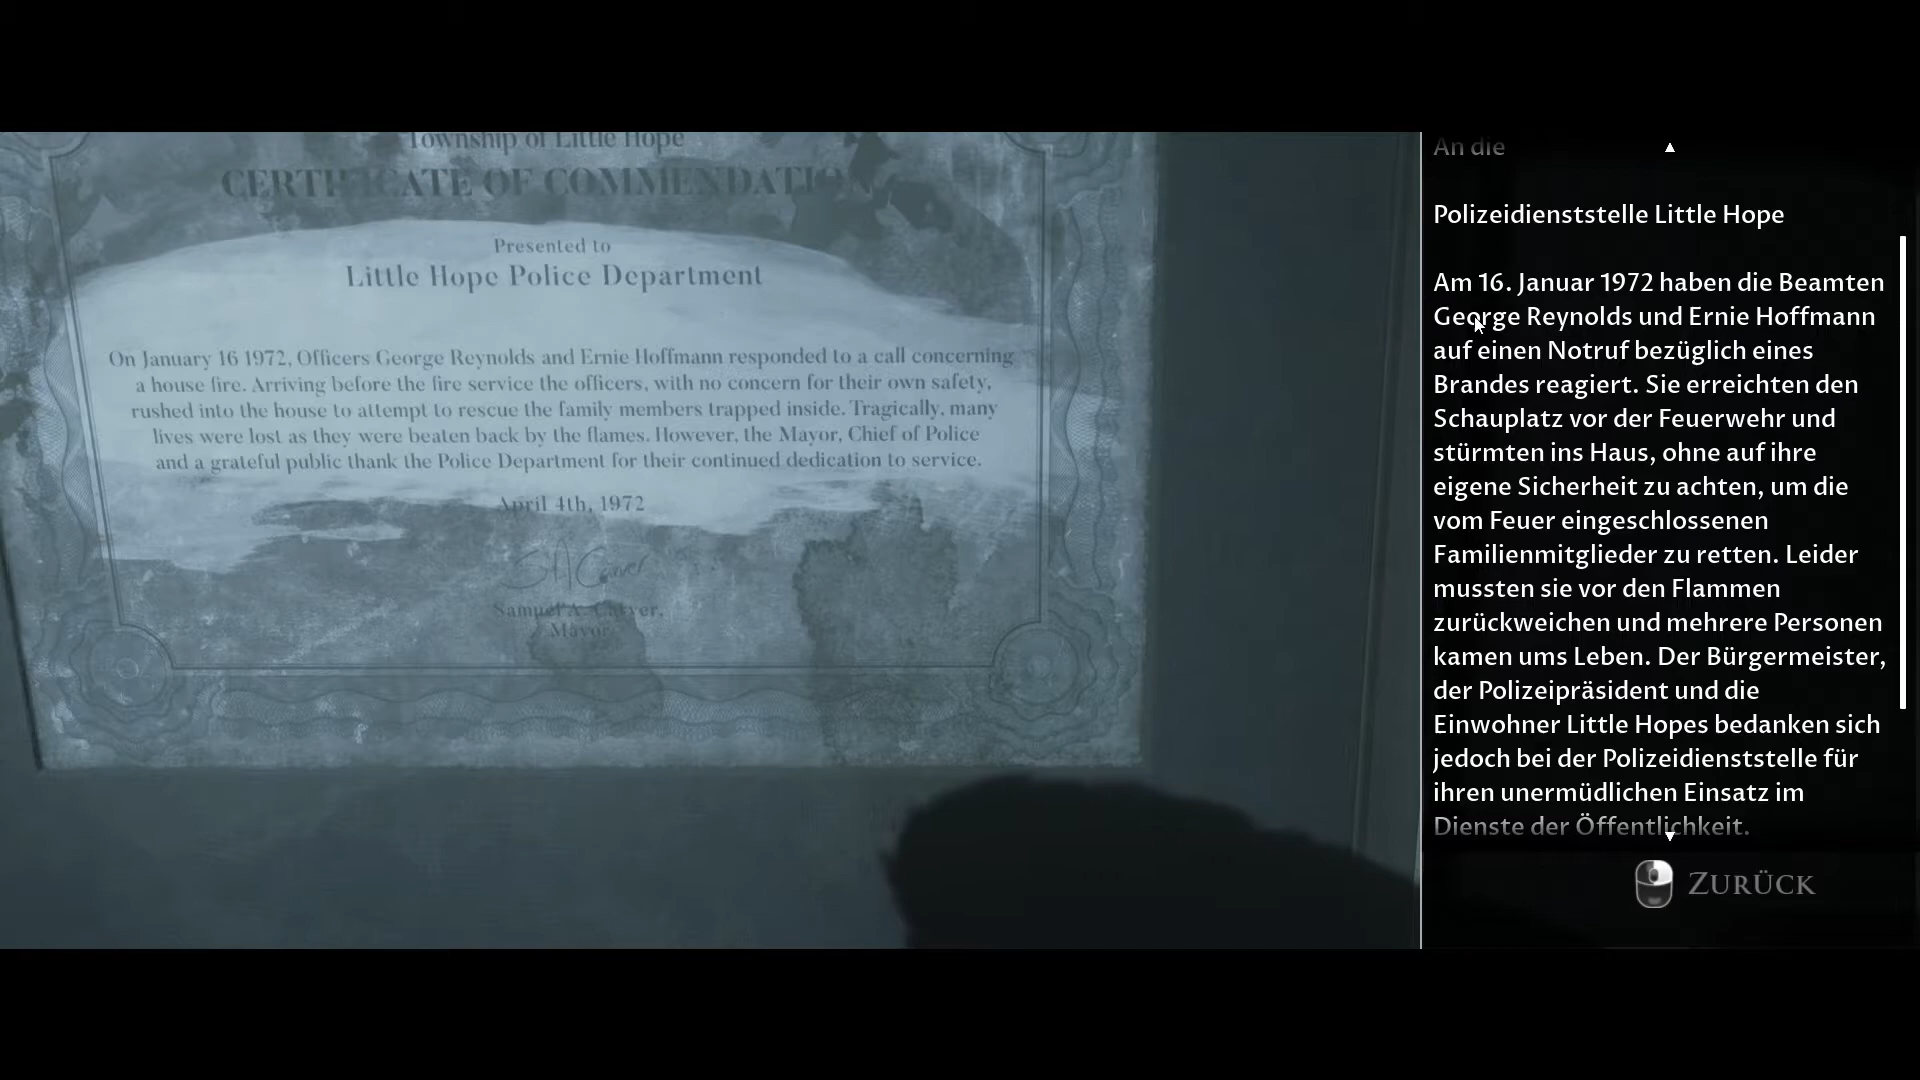 Township of Little Hope
CERTIFICATE OF COMMENDATION
Presented to
Little Hope Police Department
On January 16 1972, Officers George Reynolds and Ernie Hoffmann responded to a call concerning
a house fire. Arriving before the fire service the officers, with no concern for their own safety,
rushed into the house to attempt to rescue the family members trapped inside. Tragically, many
lives were lost as they were beaten back by the flames. However, the Mayor, Chief of Police
and a grateful public thank the Police Department for their continued dedication to service.
April 4th, 1972
Samuel A. Carver,
Mayor
An die
Polizeidienststelle Little Hope
Am 16. Januar 1972 haben die Beamten
George Reynolds und Ernie Hoffmann
auf einen Notruf bezüglich eines
Brandes reagiert. Sie erreichten den
Schauplatz vor der Feuerwehr und
stürmten ins Haus, ohne auf ihre
eigene Sicherheit zu achten, um die
vom Feuer eingeschlossenen
Familienmitglieder zu retten. Leider
mussten sie vor den Flammen
zurückweichen und mehrere Personen
kamen ums Leben. Der Bürgermeister,
der Polizeipräsident und die
Einwohner Little Hopes bedanken sich
jedoch bei der Polizeidienststelle für
ihren unermüdlichen Einsatz im
Dienste der Öffentlichkeit.
ZURÜCK